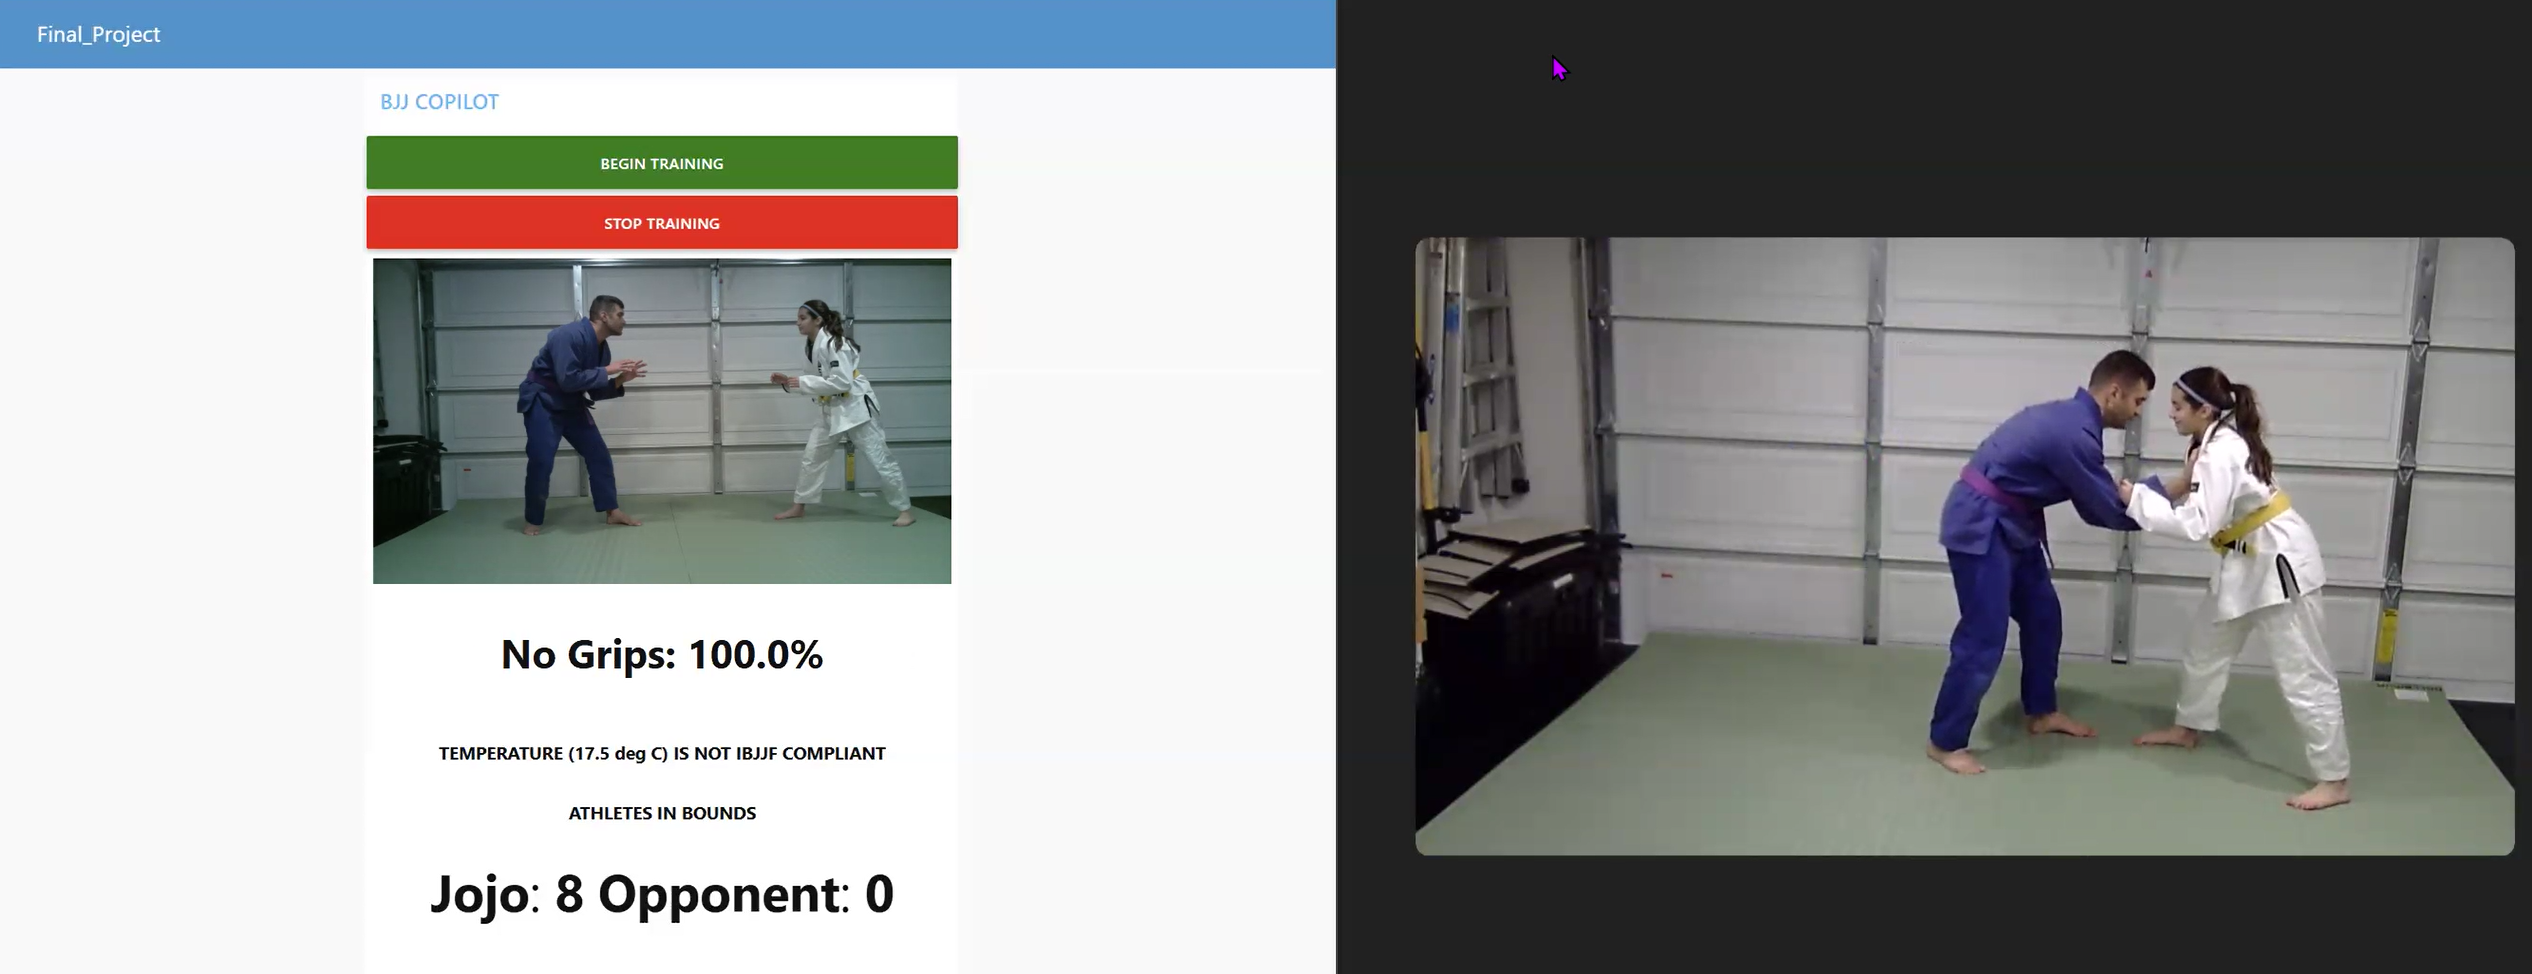 Final_Project
BJJ COPILOT
BEGIN TRAINING
STOP TRAINING
No Grips: 100.0%
TEMPERATURE (17.5 deg C) IS NOT IBJJF COMPLIANT
ATHLETES IN BOUNDS
Jojo: 8 Opponent: 0